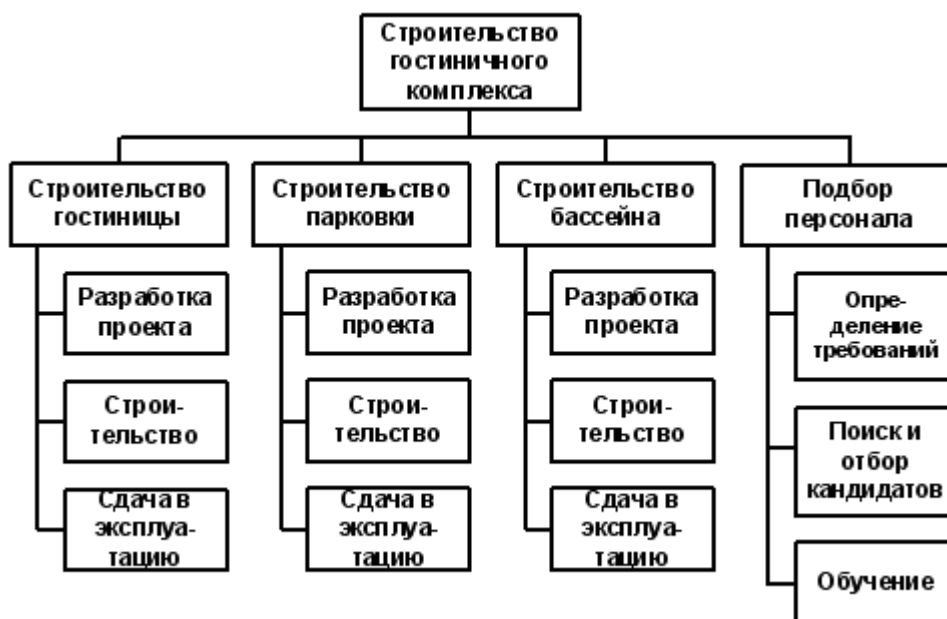 Строительство
гостиничного
комплекса
Строительство
гостиницы
Строительство
парковки
Строительство
бассейна
Подбор
персонала
Разработка
проекта
Строи-
тельство
Сдача в
эксплуа-
тацию
Разработка
проекта
Строи-
тельство
Сдача в
эксплуа-
тацию
Разработка
проекта
Строи-
тельство
Сдача в
эксплуа-
тацию
Опре-
деление
требований
Поиск и
отбор
кандидатов
Обучение